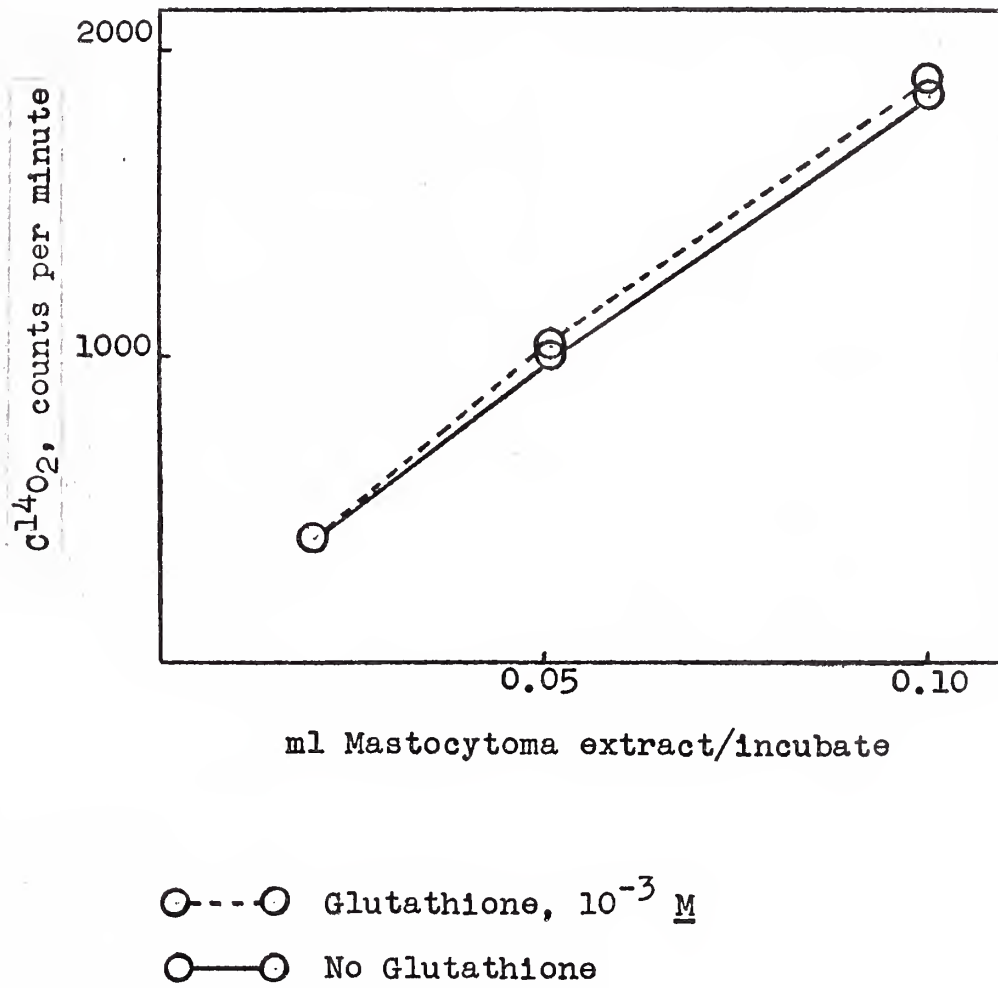 2000
1000
C¹⁴O₂, counts per minute
0.05 0.10
ml Mastocytoma extract/incubate
Glutathione, 10⁻³ M
No Glutathione